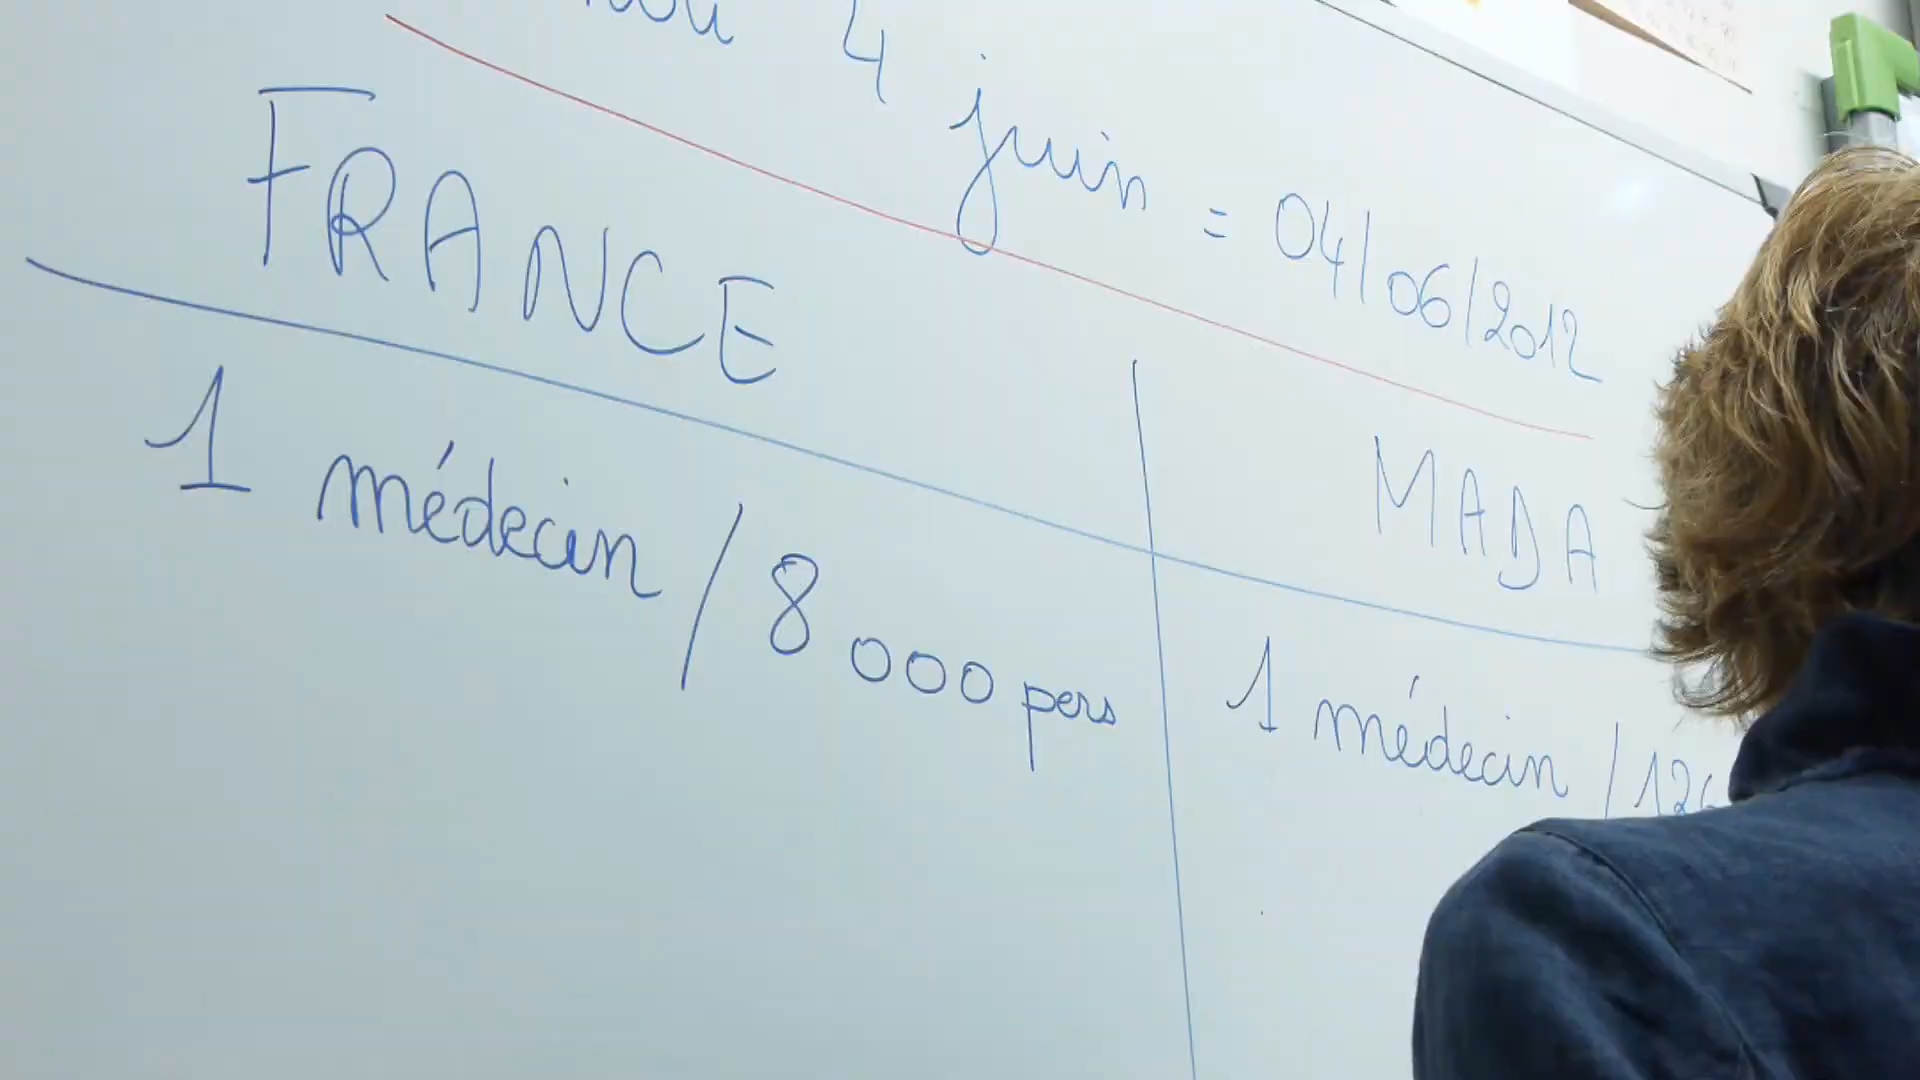 4 juin = 04/06/2012
FRANCE
MADA
1 médecin / 8 000 pers
1 médecin /